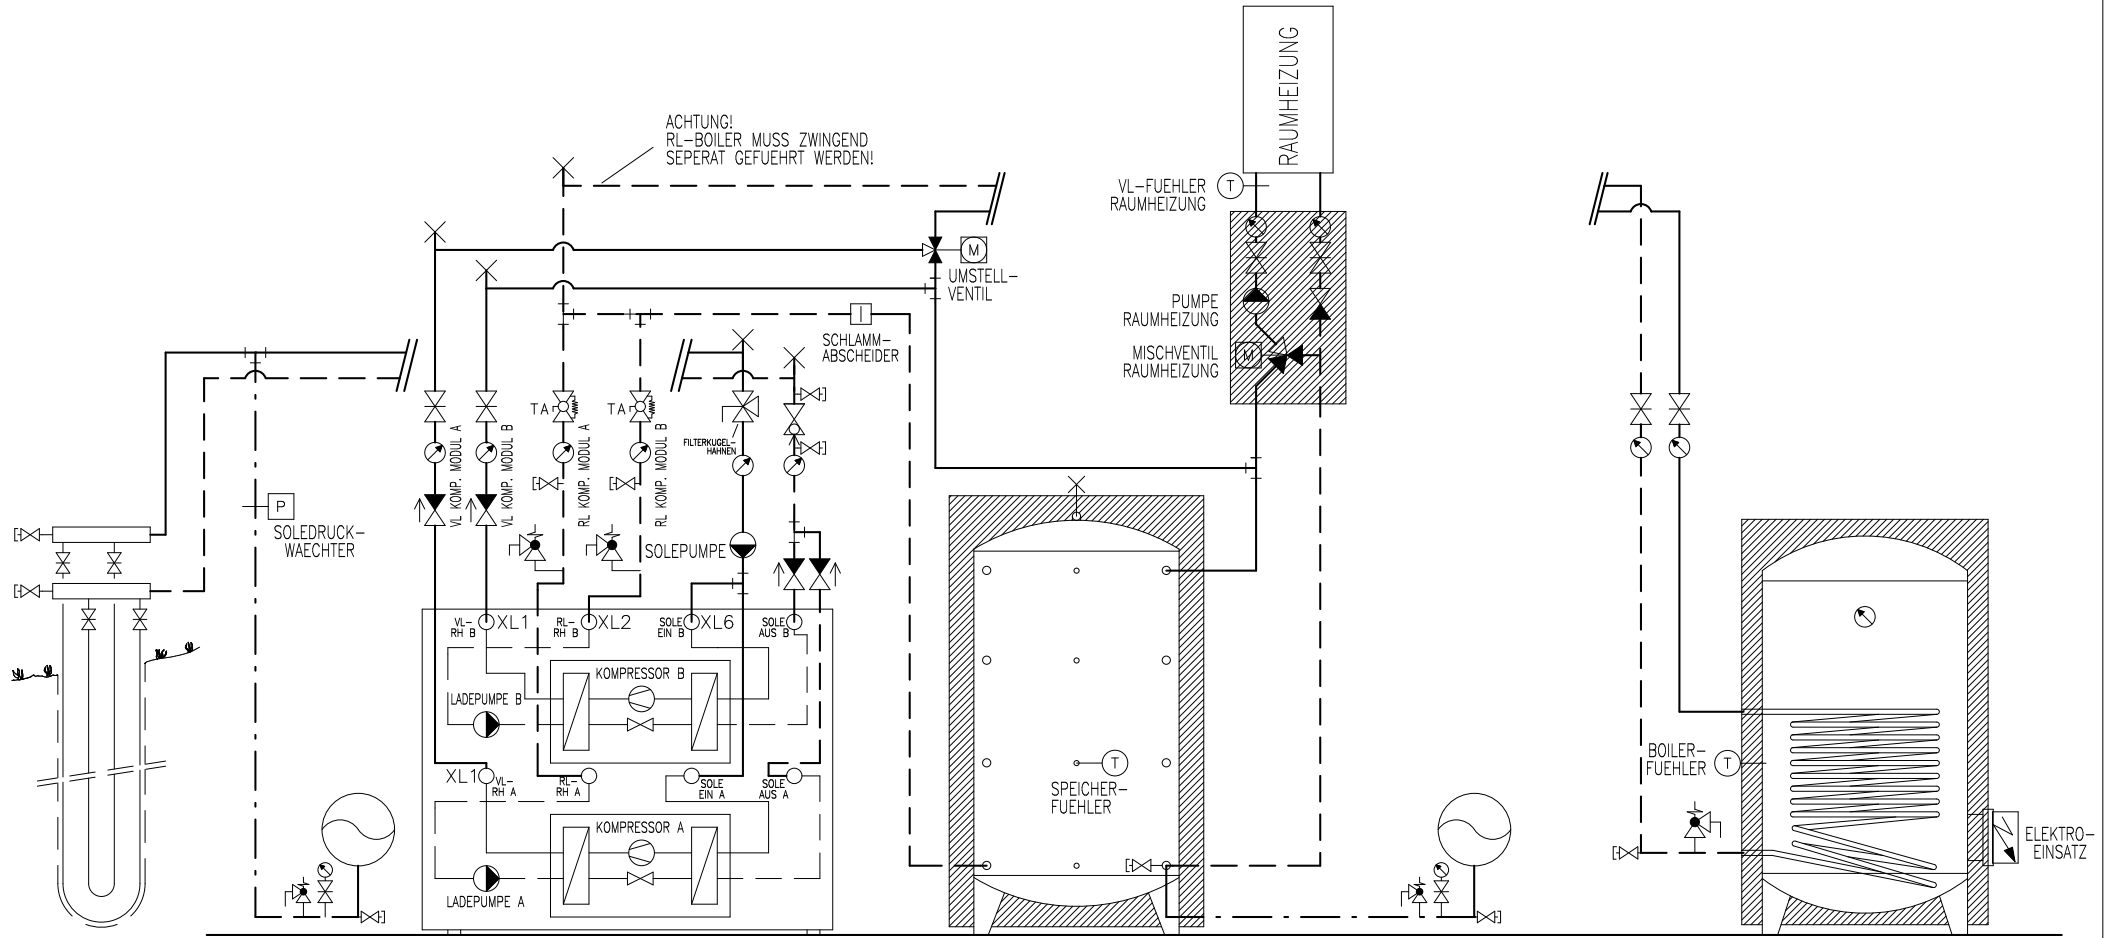 RAUMHEIZUNG
ACHTUNG!
RL-BOILER MUSS ZWINGEND
SEPERAT GEFUEHRT WERDEN!
VL-FUEHLER
RAUMHEIZUNG
T
M
UMSTELL-
VENTIL
PUMPE
RAUMHEIZUNG
SCHLAMM-
ABSCHEIDER
MISCHVENTIL
RAUMHEIZUNG
M
TA
TA
VL KOMP. MODUL A
VL KOMP. MODUL B
RL KOMP. MODUL A
RL KOMP. MODUL B
FILTERKUGEL-
HAHNEN
P
SOLEDRUCK-
WAECHTER
SOLEPUMPE
VL-
RH B
XL1
RL-
RH B
XL2
SOLE
EIN B
XL6
SOLE
AUS B
KOMPRESSOR B
LADEPUMPE B
XL1
VL-
RH A
RL-
RH A
SOLE
EIN A
SOLE
AUS A
KOMPRESSOR A
LADEPUMPE A
T
SPEICHER-
FUEHLER
BOILER-
FUEHLER
T
ELEKTRO-
EINSATZ